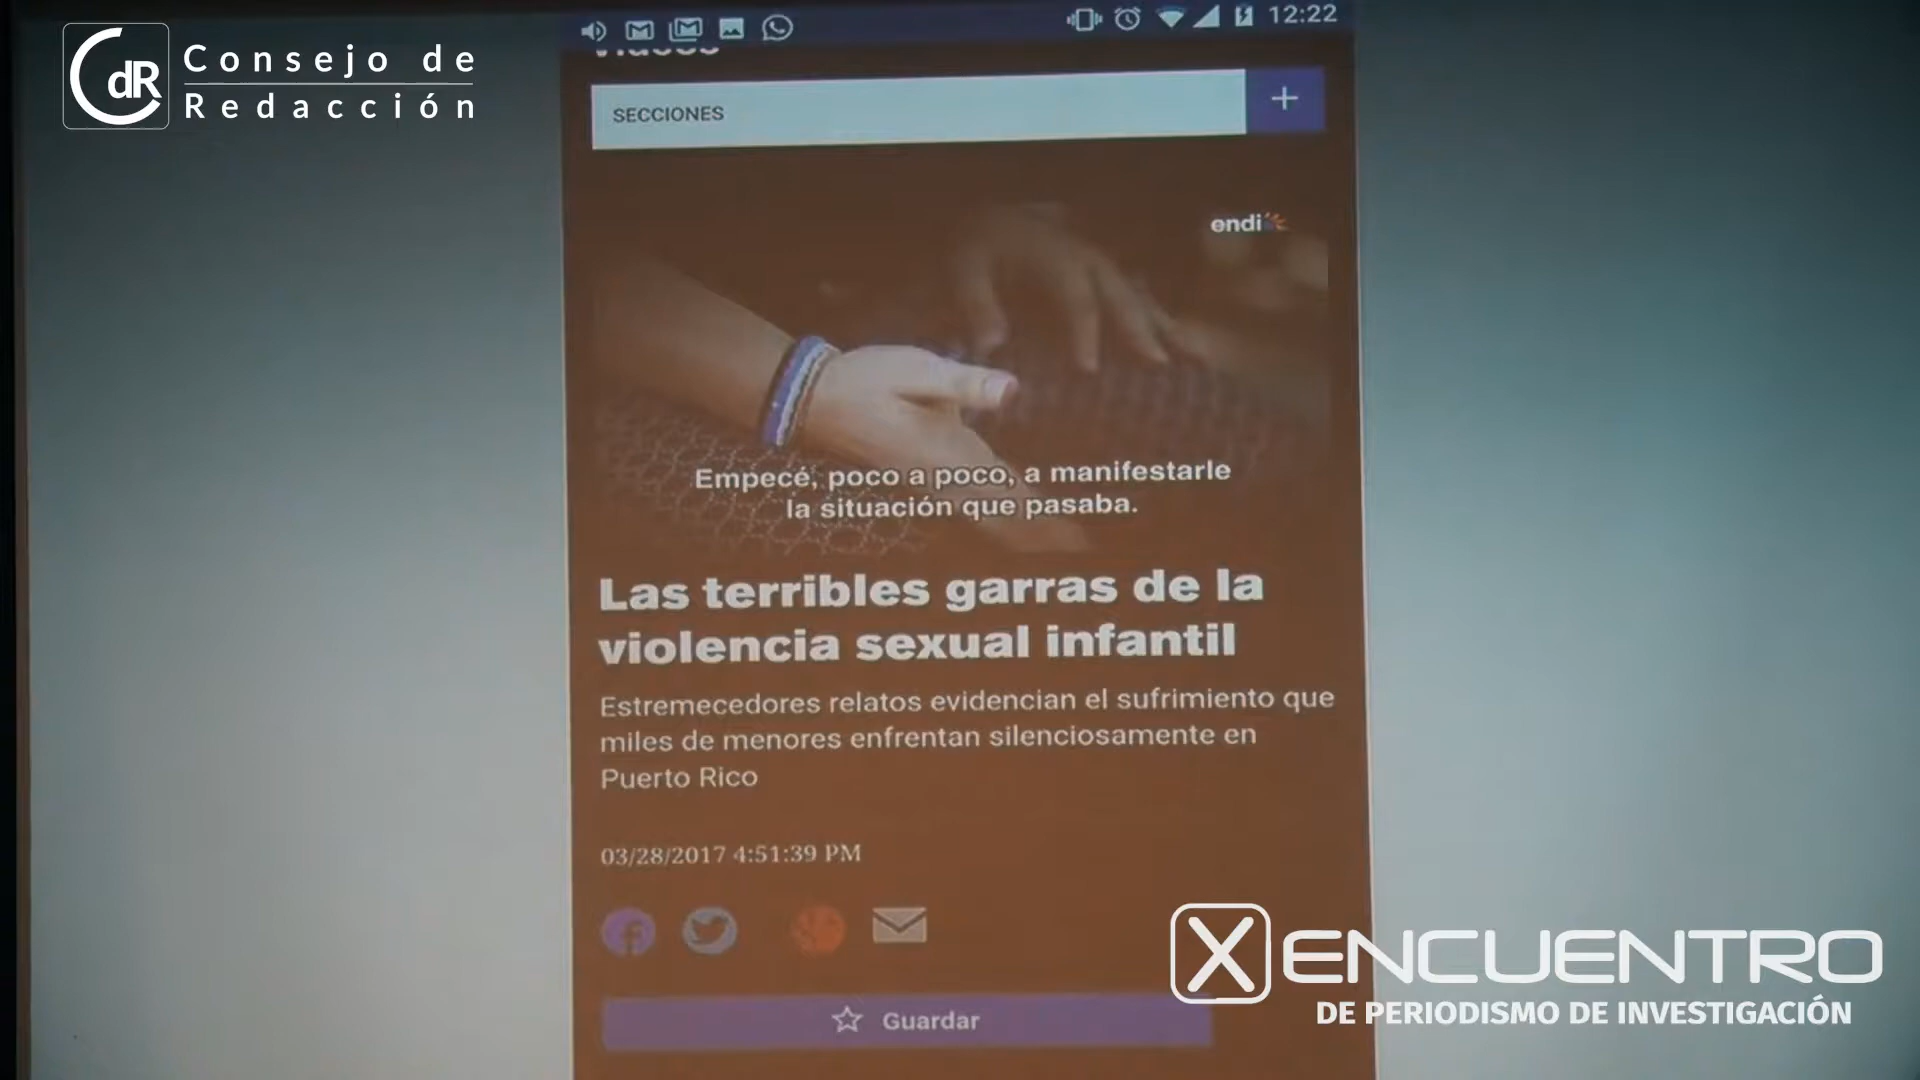 Consejo de
Redacción
CdR
12:22
Videos
SECCIONES
+
endi
Empecé, poco a poco, a manifestarle
la situación que pasaba.
Las terribles garras de la
violencia sexual infantil
Estremecedores relatos evidencian el sufrimiento que
miles de menores enfrentan silenciosamente en
Puerto Rico
03/28/2017 4:51:39 PM
Guardar
X ENCUENTRO
DE PERIODISMO DE INVESTIGACIÓN